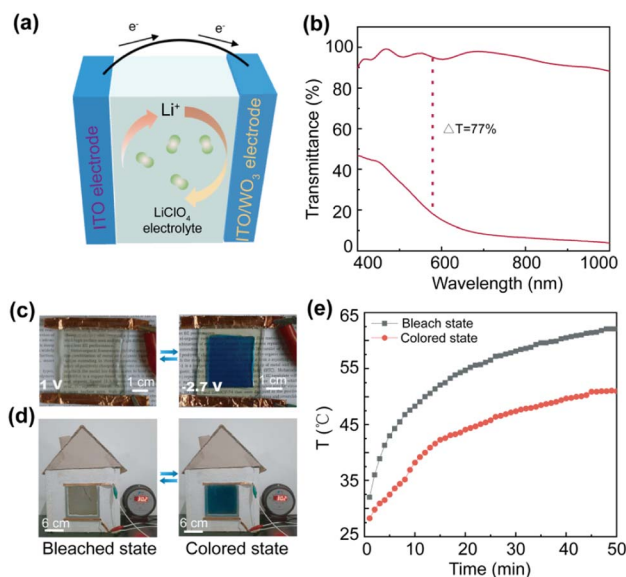 (a)
e⁻
e⁻
Li⁺
ITO electrode
LiClO₄
electrolyte
ITO/WO₃ electrode
(b)
Transmittance (%)
100
80
60
40
20
0
△T=77%
400
600
800
1000
Wavelength (nm)
(c)
1 V
1 cm
-2.7 V
1 cm
(d)
6 cm
6 cm
Bleached state
Colored state
(e)
T (℃)
65
55
45
35
25
Bleach state
Colored state
0
10
20
30
40
50
Time (min)